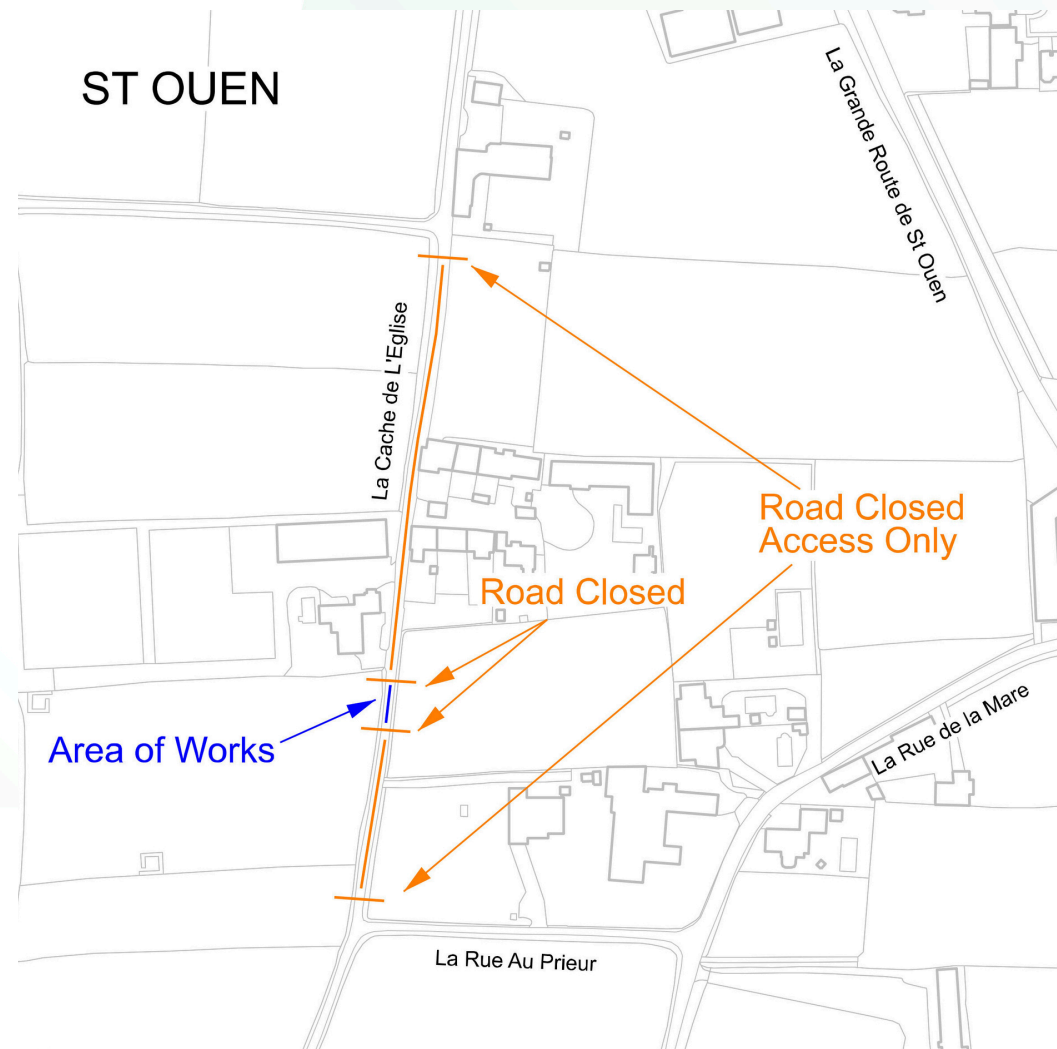 ST OUEN
La Grande Route de St Ouen
La Cache de L'Eglise
Road Closed
Access Only
Road Closed
Area of Works
La Rue de la Mare
La Rue Au Prieur